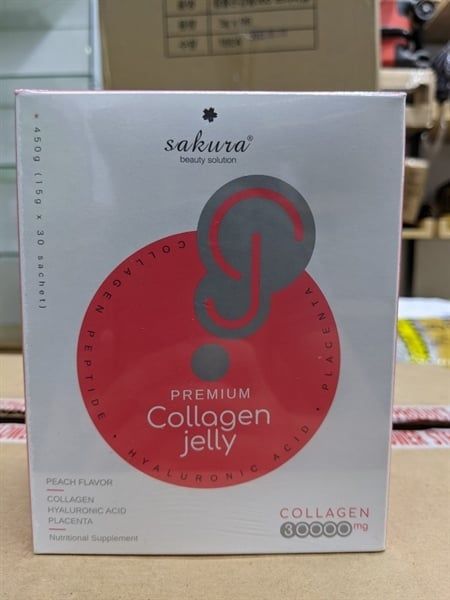 sakura®
beauty solution
450g (15g x 30 sachet)
COLLAGEN PEPTIDE • HYALURONIC ACID • PLACENTA
COLLAGEN
PREMIUM
Collagen
jelly
PEACH FLAVOR
COLLAGEN
HYALURONIC ACID
PLACENTA
Nutritional Supplement
COLLAGEN
30000mg